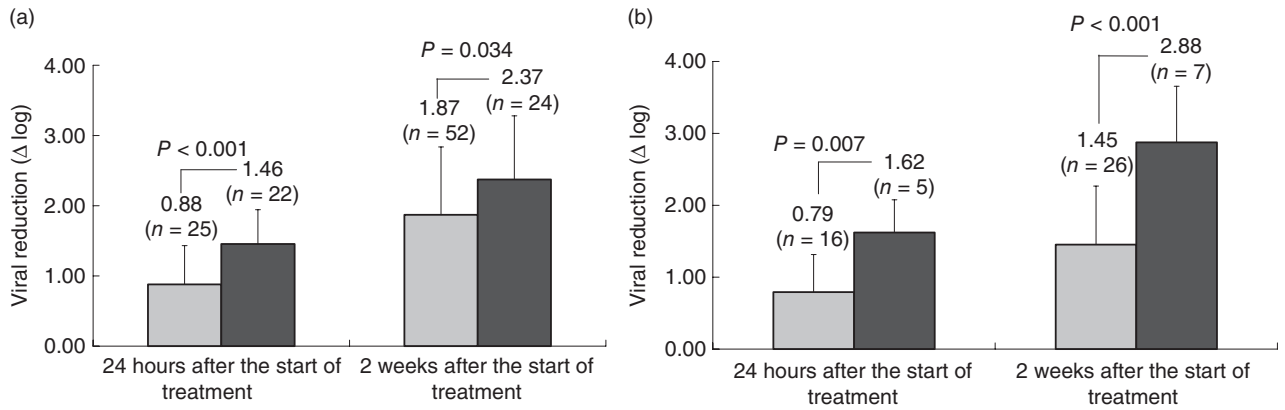 (a)
Viral reduction (Δ log)
4.00
3.00
2.00
1.00
0.00
P < 0.001
0.88
(n = 25)
1.46
(n = 22)
P = 0.034
1.87
(n = 52)
2.37
(n = 24)
24 hours after the start of
treatment
2 weeks after the start of
treatment
(b)
Viral reduction (Δ log)
4.00
3.00
2.00
1.00
0.00
P = 0.007
0.79
(n = 16)
1.62
(n = 5)
P < 0.001
1.45
(n = 26)
2.88
(n = 7)
24 hours after the start of
treatment
2 weeks after the start of
treatment